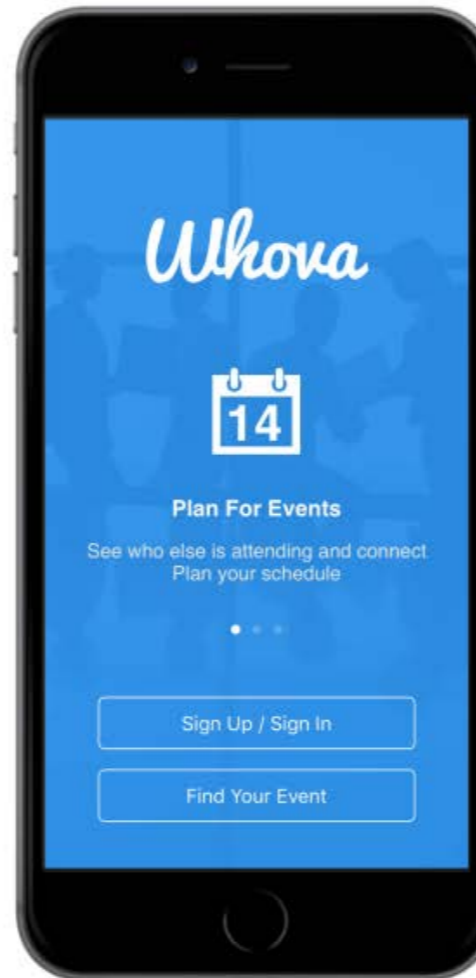 Whova
14
Plan For Events
See who else is attending and connect
Plan your schedule
Sign Up / Sign In
Find Your Event